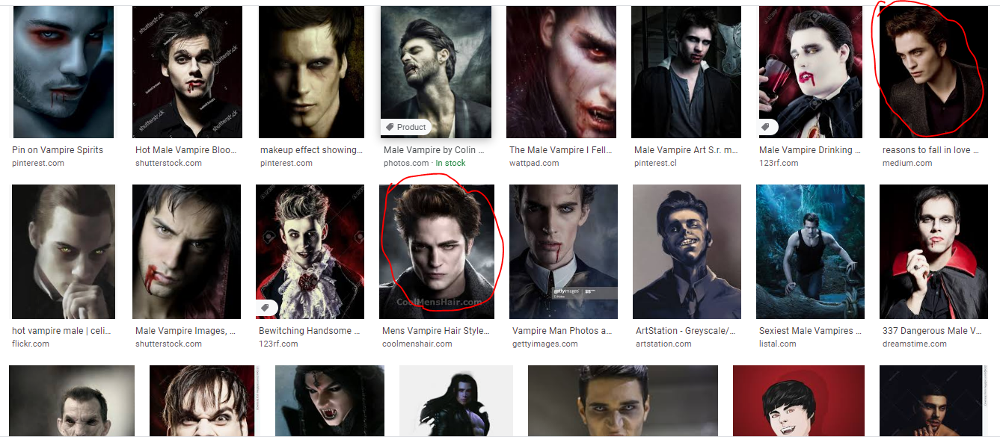 shutterstock
shutterstock
shutterstock
Product
Pin on Vampire Spirits
pinterest.com
Hot Male Vampire Bloo...
shutterstock.com
makeup effect showing...
pinterest.com
Male Vampire by Colin ...
photos.com · In stock
The Male Vampire I Fell...
wattpad.com
Male Vampire Art S.r. m...
pinterest.cl
Male Vampire Drinking ...
123rf.com
reasons to fall in love ...
medium.com
CoolMensHair.com
gettyimages
hot vampire male | celi...
flickr.com
Male Vampire Images, ...
shutterstock.com
Bewitching Handsome ...
123rf.com
Mens Vampire Hair Style...
coolmenshair.com
Vampire Man Photos a...
gettyimages.com
ArtStation - Greyscale/...
artstation.com
Sexiest Male Vampires ...
listal.com
337 Dangerous Male V...
dreamstime.com